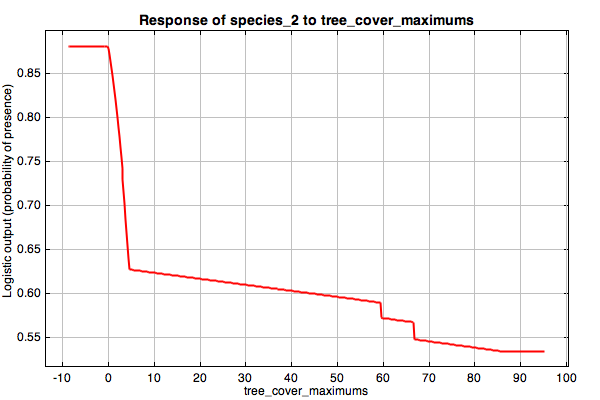 Response of species_2 to tree_cover_maximums
Logistic output (probability of presence)
0.85
0.80
0.75
0.70
0.65
0.60
0.55
-10 0 10 20 30 40 50 60 70 80 90 100
tree_cover_maximums